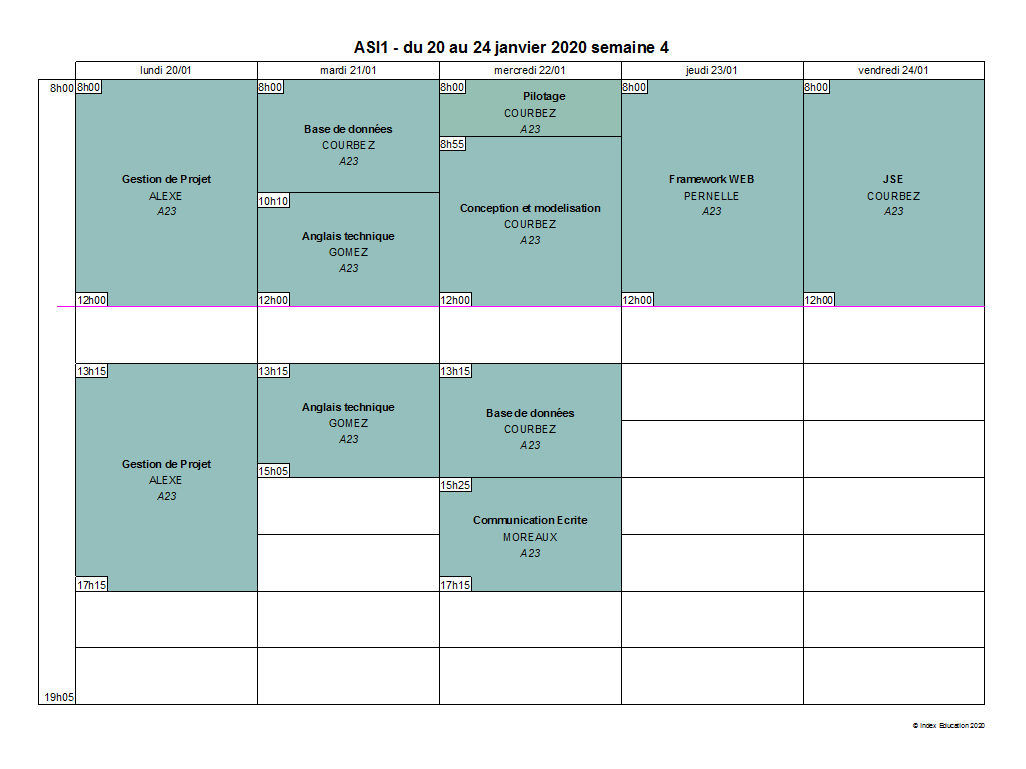 ASI1 - du 20 au 24 janvier 2020 semaine 4
lundi 20/01
mardi 21/01
mercredi 22/01
jeudi 23/01
vendredi 24/01
8h00
19h05
8h00
Gestion de Projet
ALEXE
A23
12h00
13h15
Gestion de Projet
ALEXE
A23
17h15
8h00
Base de données
COURBEZ
A23
10h10
Anglais technique
GOMEZ
A23
12h00
13h15
Anglais technique
GOMEZ
A23
15h05
8h00
Pilotage
COURBEZ
A23
8h55
Conception et modelisation
COURBEZ
A23
12h00
13h15
Base de données
COURBEZ
A23
15h25
Communication Ecrite
MOREAUX
A23
17h15
8h00
Framework WEB
PERNELLE
A23
12h00
8h00
JSE
COURBEZ
A23
12h00
© Index Education 2020